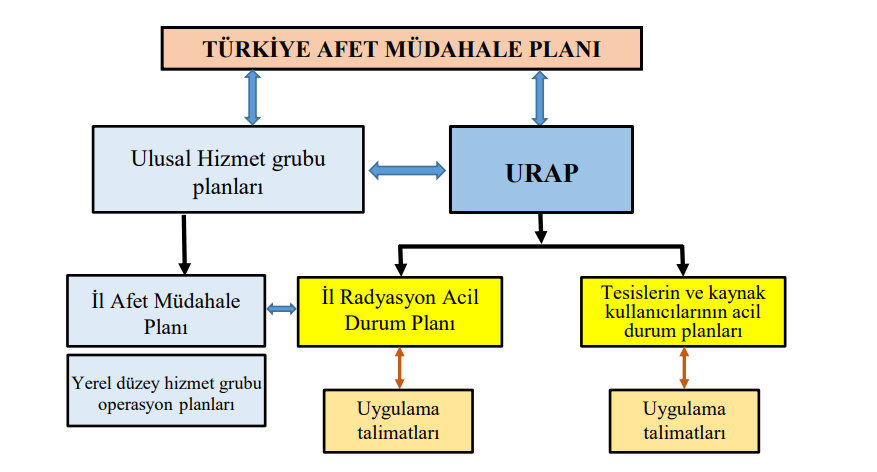 TÜRKİYE AFET MÜDAHALE PLANI
Ulusal Hizmet grubu
planları
URAP
İl Afet Müdahale
Planı
İl Radyasyon Acil
Durum Planı
Tesislerin ve kaynak
kullanıcılarının acil
durum planları
Yerel düzey hizmet grubu
operasyon planları
Uygulama
talimatları
Uygulama
talimatları